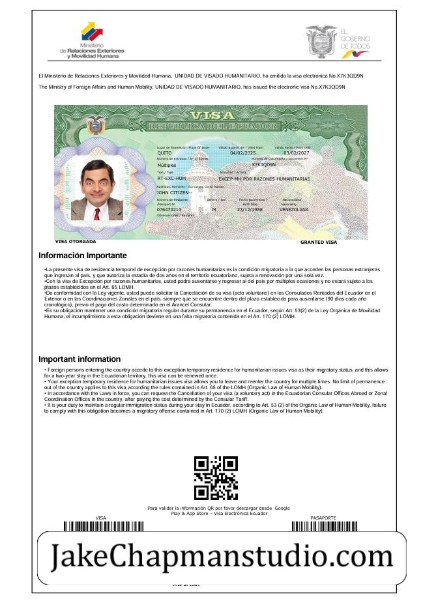 Ministerio
de Relaciones Exteriores
y Movilidad Humana
EL
GOBIERNO
DE TODOS
El Ministerio de Relaciones Exteriores y Movilidad Humana, UNIDAD DE VISADO HUMANITARIO, ha emitido la visa electrónica No.X7K3QD9N
The Ministry of Foreign Affairs and Human Mobility, UNIDAD DE VISADO HUMANITARIO, has issued the electronic visa No.X7K3QD9N
VISA
QUITO
04/02/2025
03/02/2027
Múltiples
X7K3QD9N
RT-EXC-HUM
EXCEP-RH POR RAZONES HUMANITARIAS
JOHN CITIZEN
M
VENEZOLANA
VISA OTORGADA
GRANTED VISA
Información Importante
•La presente visa de residencia temporal de excepción por razones humanitarias es la condición migratoria a la que acceden las personas extranjeras
que ingresan al país, y que autoriza la estadía de dos años en el territorio ecuatoriano, sujeta a renovación por una sola vez.
•Con la visa de Excepción por razones humanitarias, usted podrá ausentarse y regresar al del país por múltiples ocasiones y no estará sujeto a los
plazos establecidos en el Art. 65 LOMH.
•De conformidad con la Ley vigente, usted puede solicitar la Cancelación de su visa (acto voluntario) en los Consulados Rentados del Ecuador en el
Exterior o en las Coordinaciones Zonales en el país, siempre que se encuentre dentro del plazo establecido para ausentarse (90 días cada año
cronológico), previo el pago del costo determinado en el Arancel Consular.
•Es su obligación mantener una condición migratoria regular durante su permanencia en el Ecuador, según Art. 53(2) de la Ley Orgánica de Movilidad
Humana, el incumplimiento a esta obligación deviene en una falta migratoria contenida en el Art. 170 (2) LOMH.
Important information
• Foreign persons entering the country accede to this exception temporary residence for humanitarian issues visa as their migratory status, and this allows
for a two-year stay in the Ecuadorian territory, this visa can be renewed once.
• Your exception temporary residence for humanitarian issues visa allows you to leave and reenter the country for multiple times. No limit of permanence
out of the country applies to this visa according the rules contained in Art. 65 of the LOMH (Organic Law of Human Mobility).
• In accordance with the Laws in force, you can request the Cancellation of your visa (a voluntary act) in the Ecuadorian Consular Offices Abroad or Zonal
Coordination Offices in the country, after paying the cost determined by the Consular Tariff.
• It is your duty to maintain a regular immigration status during your stay in Ecuador, according to Art. 53 (2) of the Organic Law of Human Mobility, failure
to comply with this obligation becomes a migratory offense contained in Art. 170 (2) LOMH (Organic Law of Human Mobility).
Para validar la información QR por favor descargar desde Google
Play & App Store - Visa Electrónica Ecuador
VISA
PASAPORTE
JakeChapmanstudio.com